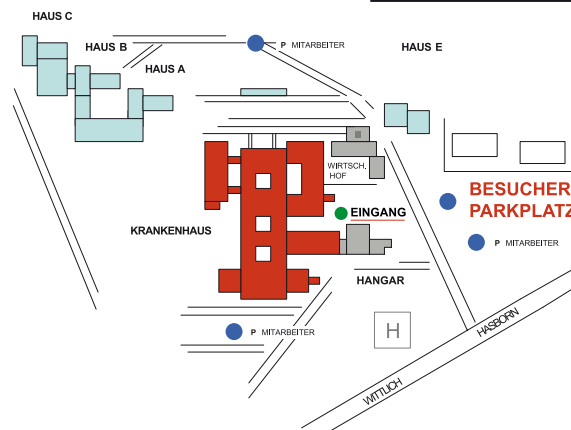 HAUS C
HAUS B
HAUS A
P MITARBEITER
HAUS E
WIRTSCH.
HOF
BESUCHER
PARKPLATZ
EINGANG
KRANKENHAUS
P MITARBEITER
HANGAR
P MITARBEITER
H
HASBORN
WITTLICH